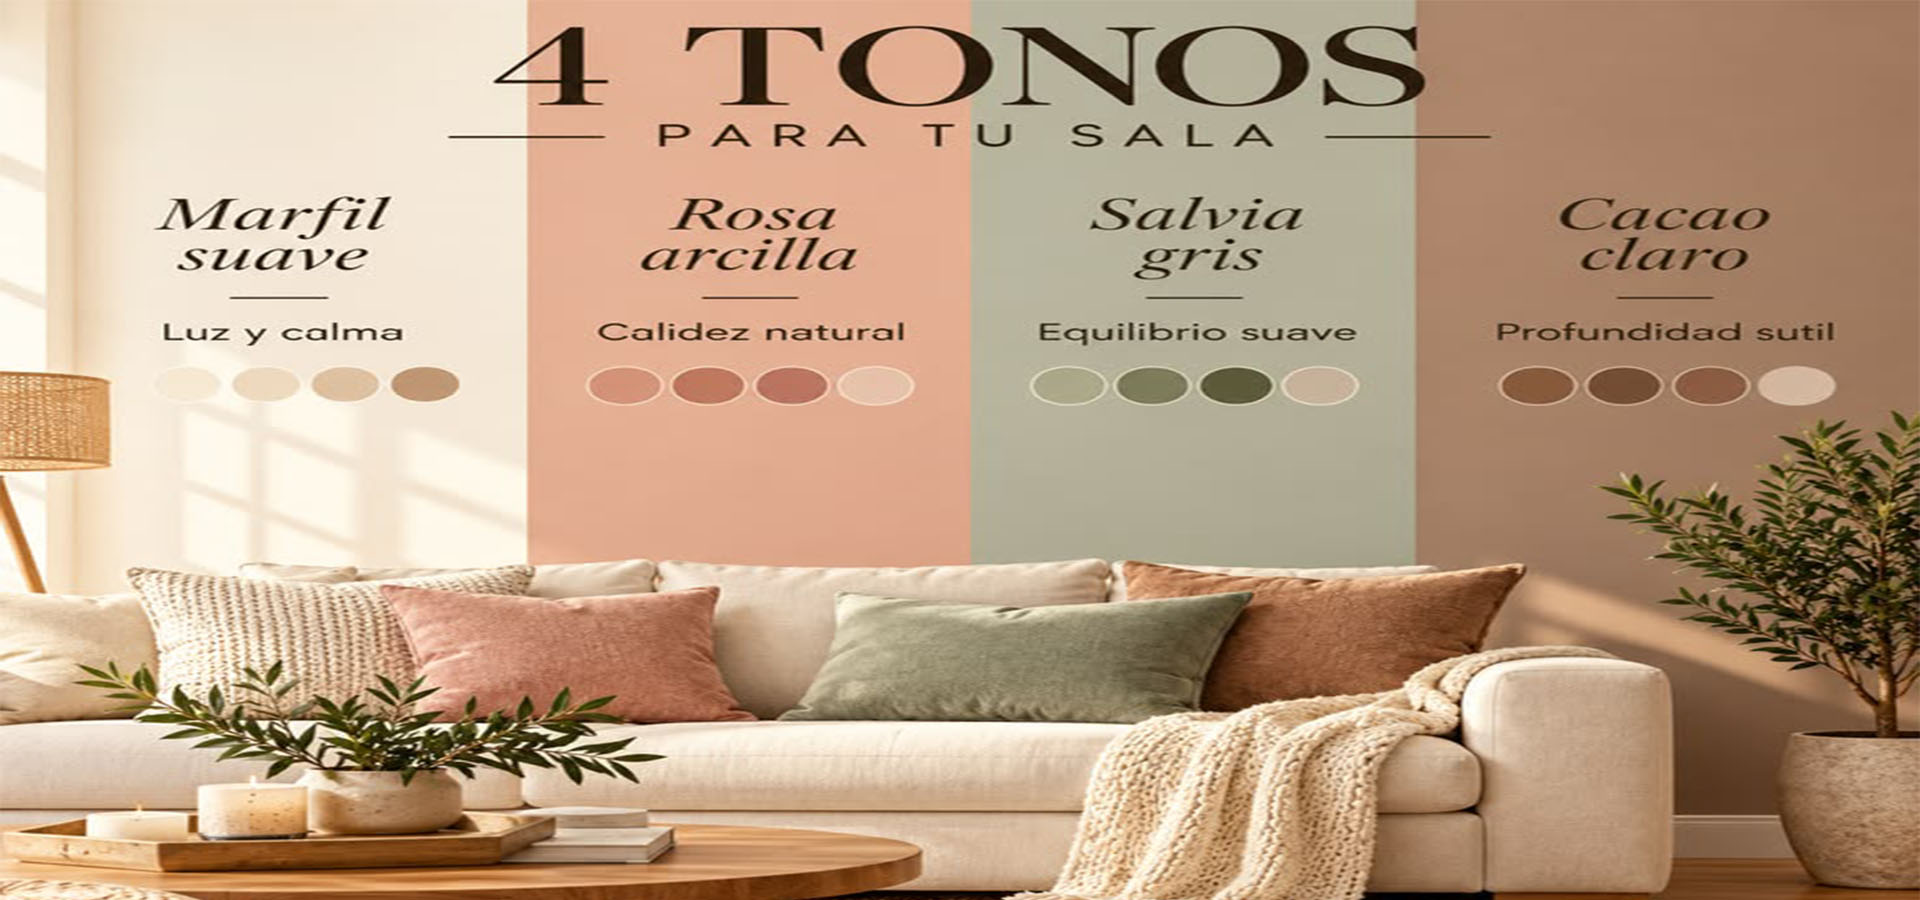 4 TONOS
PARA TU SALA
Marfil
suave
Luz y calma
Rosa
arcilla
Calidez natural
Salvia
gris
Equilibrio suave
Cacao
claro
Profundidad sutil